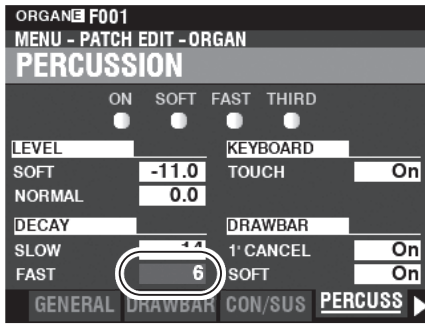 ORGAN E F001
MENU - PATCH EDIT - ORGAN
PERCUSSION
ON SOFT FAST THIRD
LEVEL
SOFT -11.0
NORMAL 0.0
DECAY
SLOW 14
FAST 6
KEYBOARD
TOUCH On
DRAWBAR
1' CANCEL On
SOFT On
GENERAL DRAWBAR CON/SUS PERCUSS